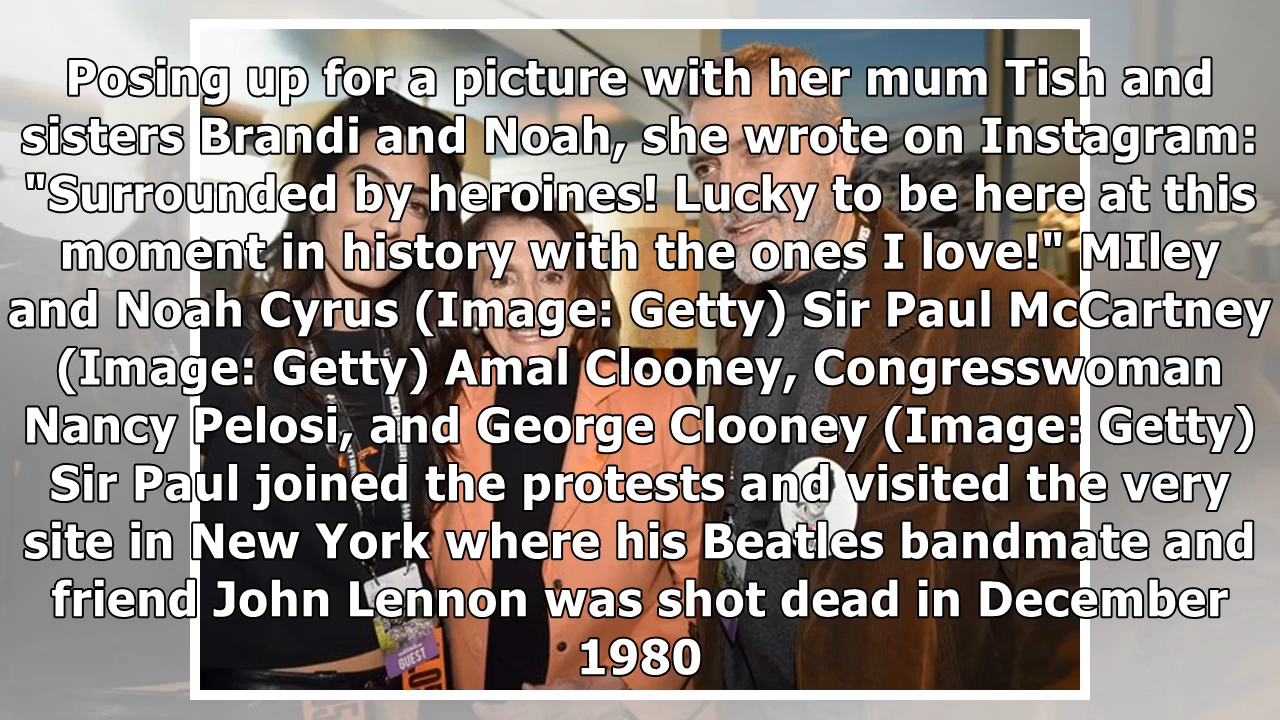 Posing up for a picture with her mum Tish and
sisters Brandi and Noah, she wrote on Instagram:
"Surrounded by heroines! Lucky to be here at this
moment in history with the ones I love!" MIley
and Noah Cyrus (Image: Getty) Sir Paul McCartney
(Image: Getty) Amal Clooney, Congresswoman
Nancy Pelosi, and George Clooney (Image: Getty)
Sir Paul joined the protests and visited the very
site in New York where his Beatles bandmate and
friend John Lennon was shot dead in December
1980
GUEST